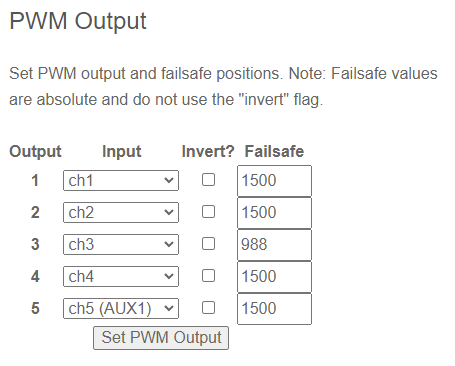 PWM Output
Set PWM output and failsafe positions. Note: Failsafe values
are absolute and do not use the "invert" flag.
Output Input Invert? Failsafe
1 ch1 1500
2 ch2 1500
3 ch3 988
4 ch4 1500
5 ch5 (AUX1) 1500
Set PWM Output